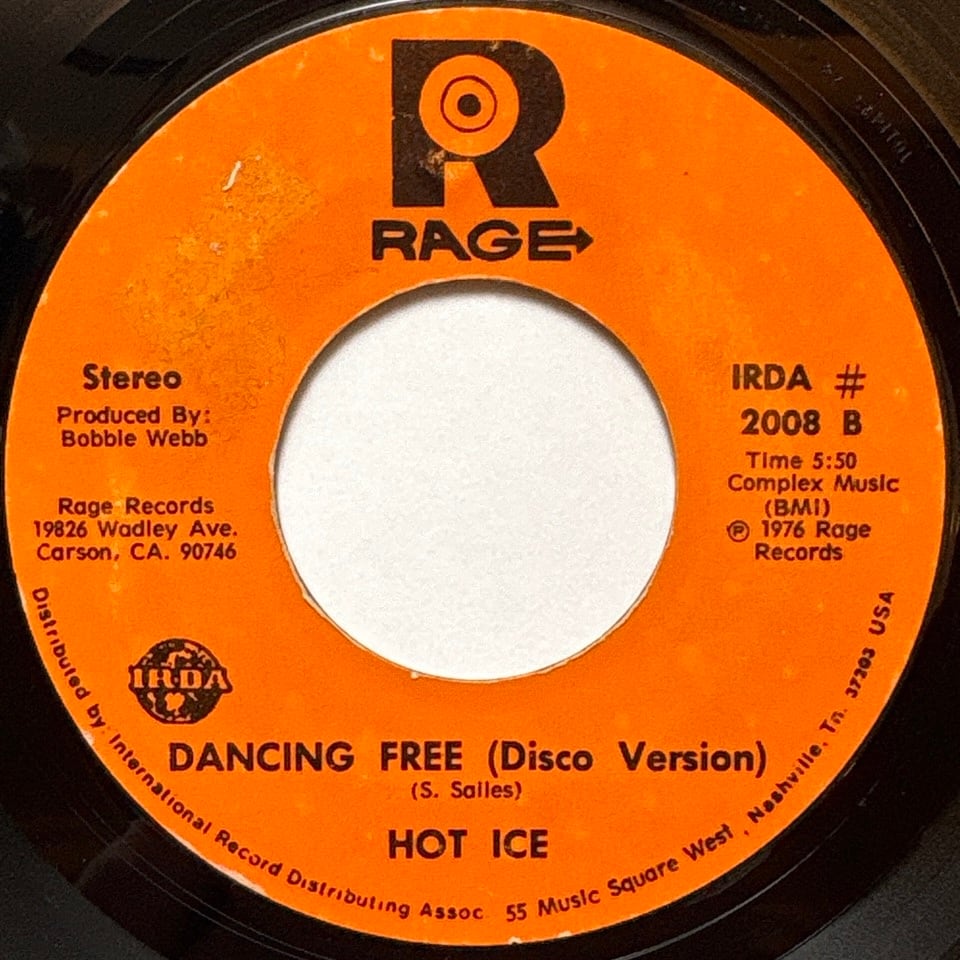 R
RAGE
Stereo
Produced By:
Bobbie Webb
Rage Records
19826 Wadley Ave.
Carson, CA. 90746
IRDA #
2008 B
Time 5:50
Complex Music
(BMI)
℗ 1976 Rage
Records
IRDA
DANCING FREE (Disco Version)
(S. Salles)
HOT ICE
Distributed by: International Record Distributing Assoc. 55 Music Square West, Nashville, Tn. 37203 USA
CAPITOL